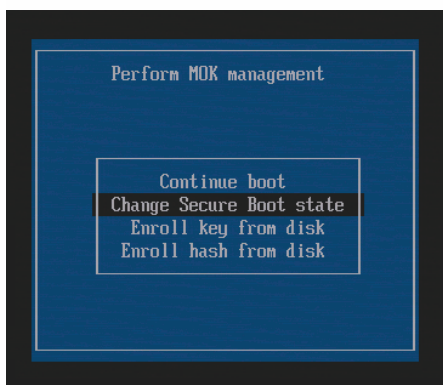 Perform MOK management
Continue boot
Change Secure Boot state
Enroll key from disk
Enroll hash from disk